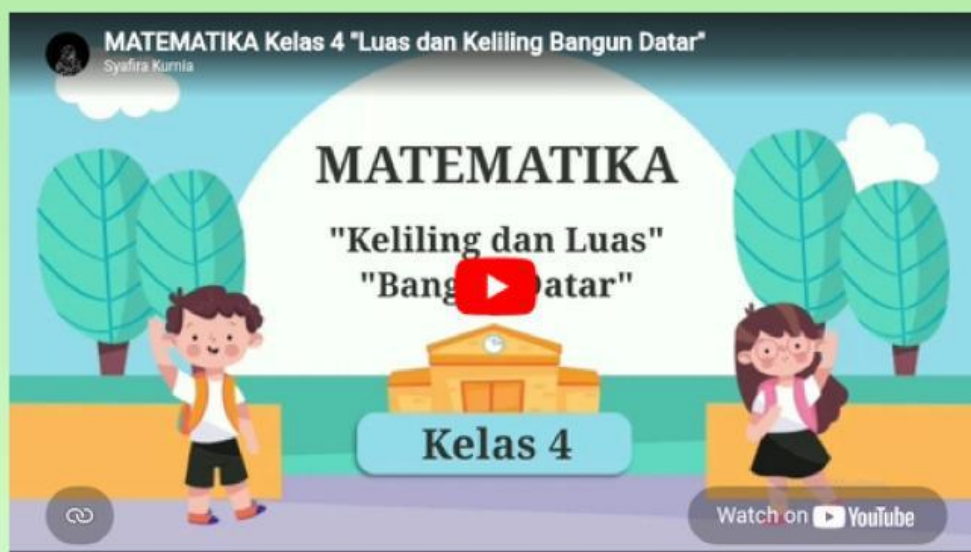 MATEMATIKA Kelas 4 "Luas dan Keliling Bangun Datar"
Syafira Kurnia
MATEMATIKA
"Keliling dan Luas"
"Bang Datar"
Kelas 4
Watch on YouTube